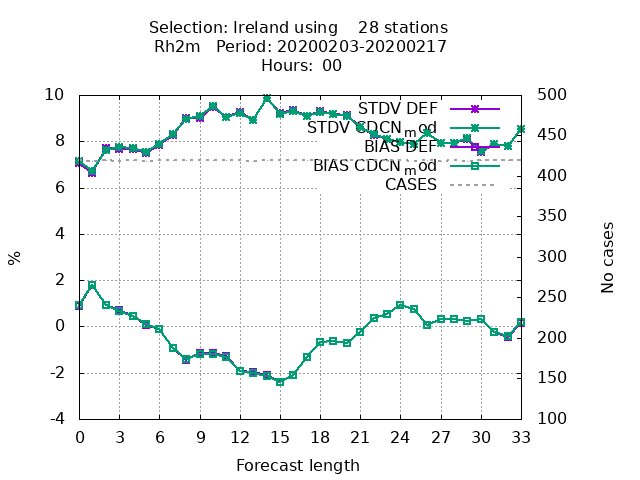 Selection: Ireland using    28 stations
Rh2m   Period: 20200203-20200217
Hours: 00
STDV DEF
STDV CDCN_mod
BIAS DEF
BIAS CDCN_mod
CASES
10
8
6
4
2
0
-2
-4
%
500
450
400
350
300
250
200
150
100
No cases
0 3 6 9 12 15 18 21 24 27 30 33
Forecast length